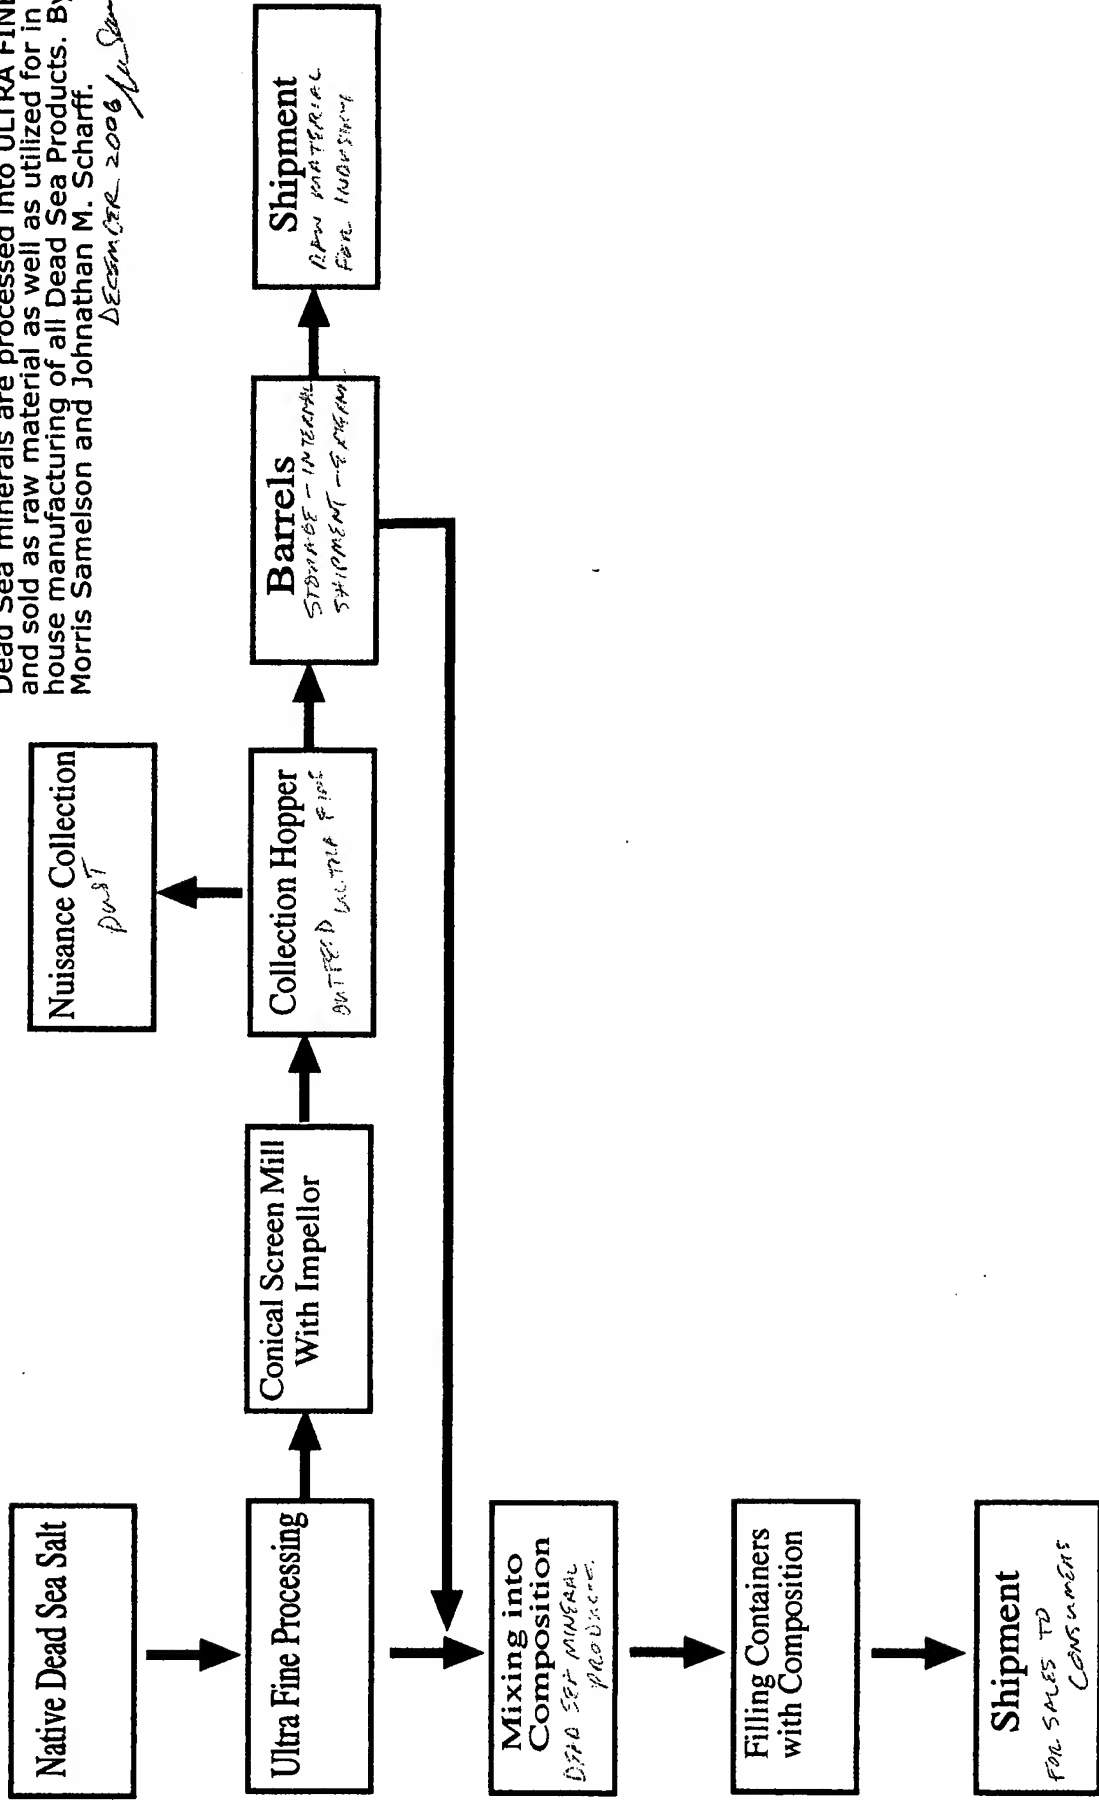 Dead Sea minerals are processed into ULTRA FINE
and sold as raw material as well as utilized for in
house manufacturing of all Dead Sea Products. By
Morris Samelson and Johnathan M. Scharff.
DECEMBER 2006
Native Dead Sea Salt
Ultra Fine Processing
Conical Screen Mill
With Impellor
Collection Hopper
ULTRA FINE
Nuisance Collection
DUST
Barrels
STORAGE - INTERNAL
SHIPMENT - EXTERNAL
Shipment
RAW MATERIAL
FOR INDUSTRY
Mixing into
Composition
DEAD SEA MINERAL
PRODUCT.
Filling Containers
with Composition
Shipment
FOR SALES TO
CONSUMERS